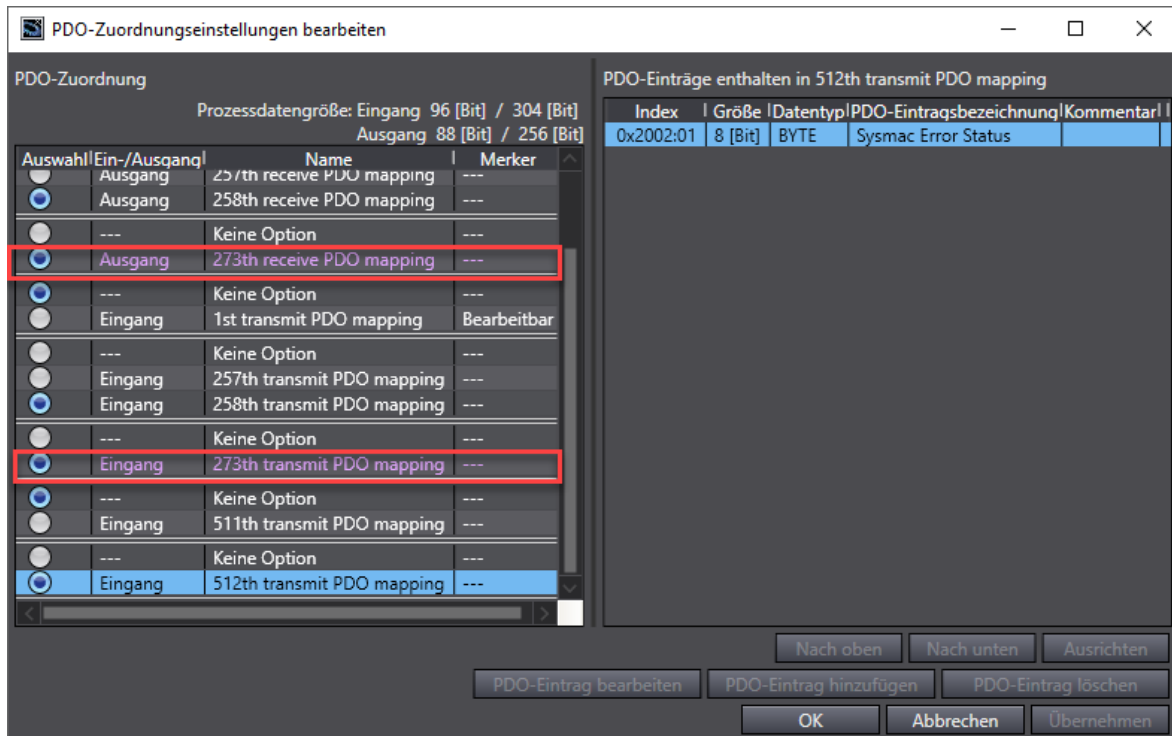 PDO-Zuordnungseinstellungen bearbeiten
PDO-Zuordnung
Prozessdatengröße: Eingang 96 [Bit] / 304 [Bit]
Ausgang 88 [Bit] / 256 [Bit]
Auswahl Ein-/Ausgang Name Merker
Ausgang 257th receive PDO mapping ---
Ausgang 258th receive PDO mapping ---
--- Keine Option ---
Ausgang 273th receive PDO mapping ---
--- Keine Option ---
Eingang 1st transmit PDO mapping Bearbeitbar
--- Keine Option ---
Eingang 257th transmit PDO mapping ---
Eingang 258th transmit PDO mapping ---
--- Keine Option ---
Eingang 273th transmit PDO mapping ---
--- Keine Option ---
Eingang 511th transmit PDO mapping ---
--- Keine Option ---
Eingang 512th transmit PDO mapping ---
PDO-Einträge enthalten in 512th transmit PDO mapping
Index Größe Datentyp PDO-Eintragsbezeichnung Kommentar
0x2002:01 8 [Bit] BYTE Sysmac Error Status
Nach oben Nach unten Ausrichten
PDO-Eintrag bearbeiten PDO-Eintrag hinzufügen PDO-Eintrag löschen
OK Abbrechen Übernehmen